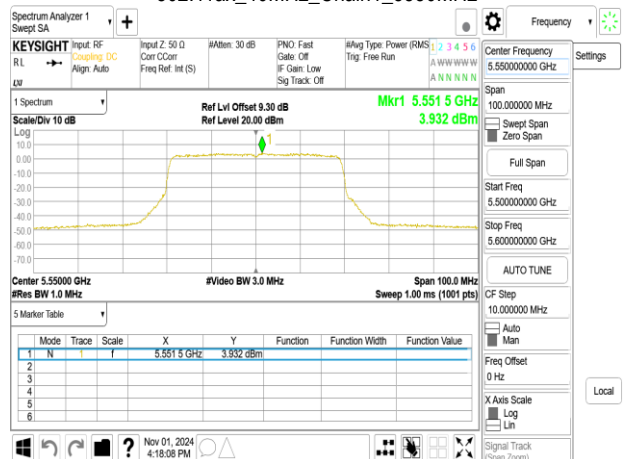 Spectrum Analyzer 1
Swept SA
Frequency
Settings
KEYSIGHT
Input: RF
Coupling: DC
Align: Auto
Input Z: 50 Ω
Corr CCorr
Freq Ref: Int (S)
#Atten: 30 dB
PNO: Fast
Gate: Off
IF Gain: Low
Sig Track: Off
#Avg Type: Power (RMS
Trig: Free Run
1 2 3 4 5 6
A W W W W W
A N N N N N
RL
LXI
1 Spectrum
Scale/Div 10 dB
Ref Lvl Offset 9.30 dB
Ref Level 20.00 dBm
Mkr1 5.551 5 GHz
3.932 dBm
Log
10.0
0.00
-10.0
-20.0
-30.0
-40.0
-50.0
-60.0
-70.0
1
Center 5.55000 GHz
#Res BW 1.0 MHz
#Video BW 3.0 MHz
Span 100.0 MHz
Sweep 1.00 ms (1001 pts)
5 Marker Table
Mode Trace Scale X Y Function Function Width Function Value
1 N 1 f 5.551 5 GHz 3.932 dBm
2
3
4
5
6
Nov 01, 2024
4:18:08 PM
Center Frequency
5.550000000 GHz
Span
100.000000 MHz
Swept Span
Zero Span
Full Span
Start Freq
5.500000000 GHz
Stop Freq
5.600000000 GHz
AUTO TUNE
CF Step
10.000000 MHz
Auto
Man
Freq Offset
0 Hz
X Axis Scale
Log
Lin
Signal Track
(Span Zoom)
Local